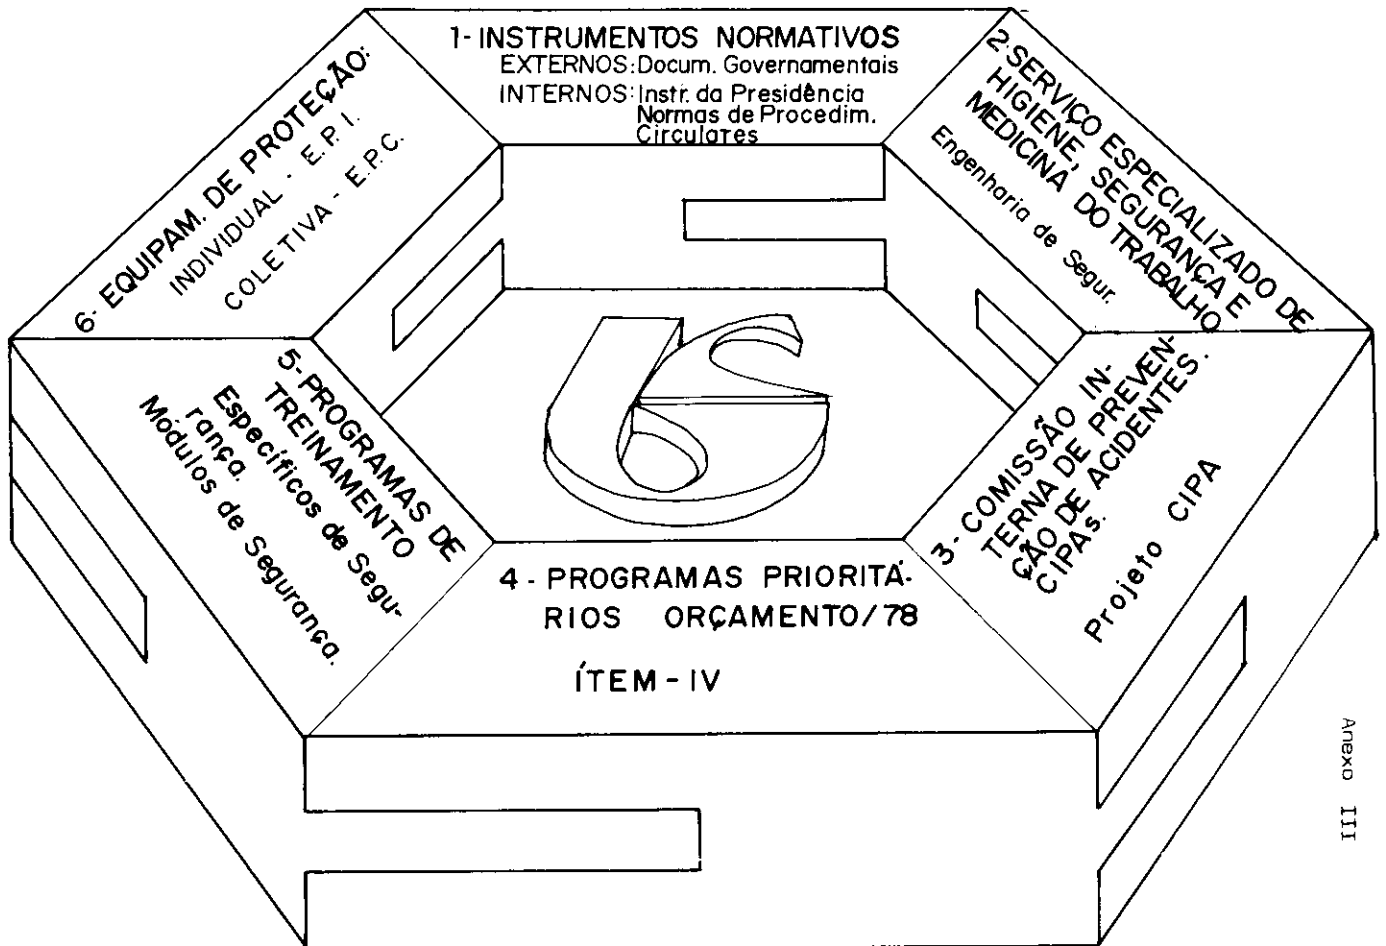 1- INSTRUMENTOS NORMATIVOS
EXTERNOS: Docum. Governamentais
INTERNOS: Instr. da Presidência
Normas de Procedim.
Circulares
2-SERVIÇO ESPECIALIZADO DE
HIGIENE, SEGURANÇA E
MEDICINA DO TRABALHO
Engenharia de Segur.
3- COMISSÃO IN-
TERNA DE PREVEN-
ÇÃO DE ACIDENTES.
CIPAs.
Projeto CIPA
4 - PROGRAMAS PRIORITÁ-
RIOS ORÇAMENTO/78
ÍTEM - IV
5- PROGRAMAS DE
TREINAMENTO
Específicos de Segu-
rança.
Módulos de Segurança.
6- EQUIPAM. DE PROTEÇÃO:
INDIVIDUAL - E.P.I.
COLETIVA - E.P.C.
Anexo III